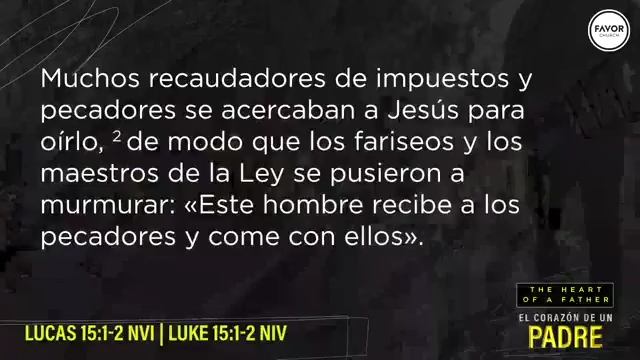 FAVOR
CHURCH
Muchos recaudadores de impuestos y
pecadores se acercaban a Jesús para
oírlo, ² de modo que los fariseos y los
maestros de la Ley se pusieron a
murmurar: «Este hombre recibe a los
pecadores y come con ellos».
THE HEART
OF A FATHER
EL CORAZÓN DE UN
PADRE
LUCAS 15:1-2 NVI | LUKE 15:1-2 NIV